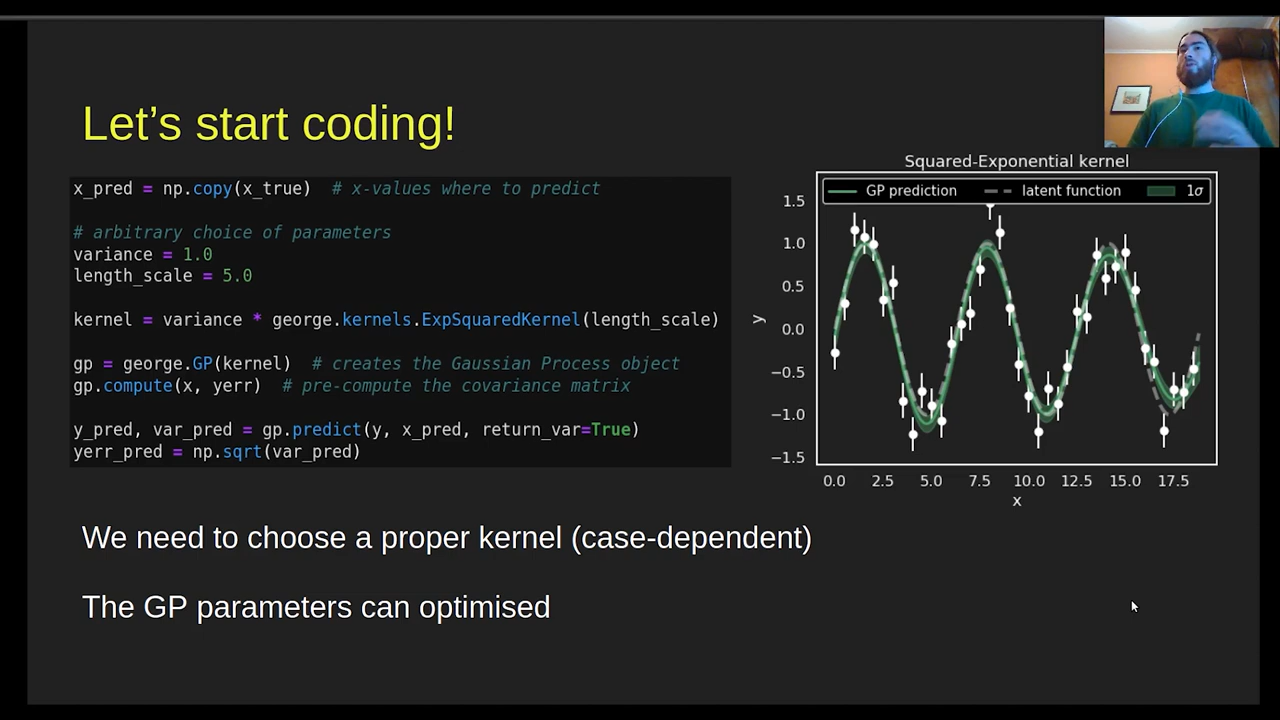 Let's start coding!
x_pred = np.copy(x_true)  # x-values where to predict
# arbitrary choice of parameters
variance = 1.0
length_scale = 5.0
kernel = variance * george.kernels.ExpSquaredKernel(length_scale)
gp = george.GP(kernel)  # creates the Gaussian Process object
gp.compute(x, yerr)  # pre-compute the covariance matrix
y_pred, var_pred = gp.predict(y, x_pred, return_var=True)
yerr_pred = np.sqrt(var_pred)
Squared-Exponential kernel
GP prediction latent function 1σ
1.5
1.0
0.5
0.0
−0.5
−1.0
−1.5
y
0.0 2.5 5.0 7.5 10.0 12.5 15.0 17.5
x
We need to choose a proper kernel (case-dependent)
The GP parameters can optimised